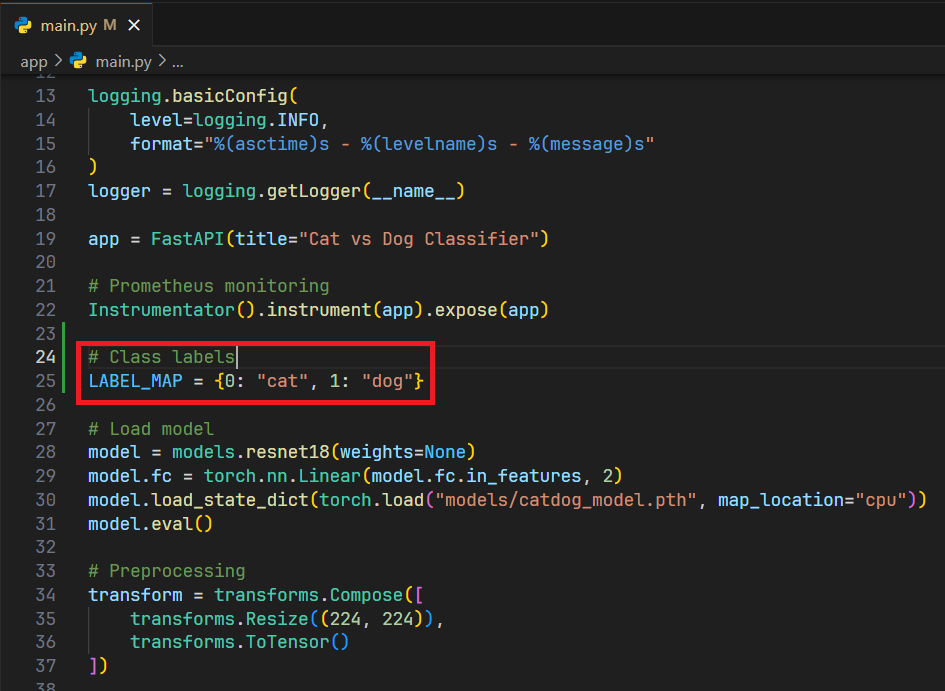 main.py M ×
app > main.py > ...
12
13 logging.basicConfig(
14     level=logging.INFO,
15     format="%(asctime)s - %(levelname)s - %(message)s"
16 )
17 logger = logging.getLogger(__name__)
18
19 app = FastAPI(title="Cat vs Dog Classifier")
20
21 # Prometheus monitoring
22 Instrumentator().instrument(app).expose(app)
23
24 # Class labels
25 LABEL_MAP = {0: "cat", 1: "dog"}
26
27 # Load model
28 model = models.resnet18(weights=None)
29 model.fc = torch.nn.Linear(model.fc.in_features, 2)
30 model.load_state_dict(torch.load("models/catdog_model.pth", map_location="cpu"))
31 model.eval()
32
33 # Preprocessing
34 transform = transforms.Compose([
35     transforms.Resize((224, 224)),
36     transforms.ToTensor()
37 ])
38